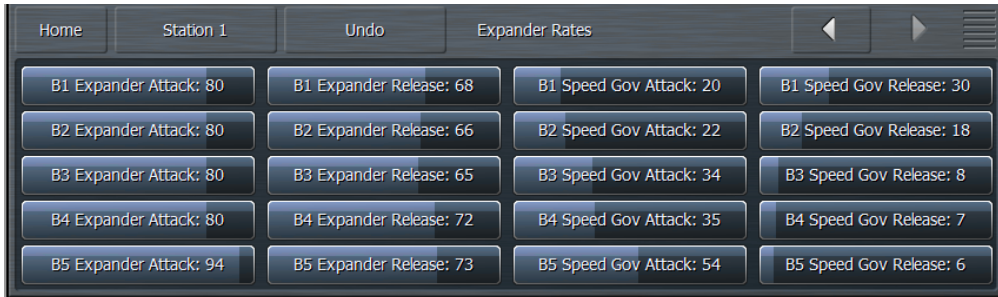 Home Station 1 Undo Expander Rates
B1 Expander Attack: 80 B1 Expander Release: 68 B1 Speed Gov Attack: 20 B1 Speed Gov Release: 30
B2 Expander Attack: 80 B2 Expander Release: 66 B2 Speed Gov Attack: 22 B2 Speed Gov Release: 18
B3 Expander Attack: 80 B3 Expander Release: 65 B3 Speed Gov Attack: 34 B3 Speed Gov Release: 8
B4 Expander Attack: 80 B4 Expander Release: 72 B4 Speed Gov Attack: 35 B4 Speed Gov Release: 7
B5 Expander Attack: 94 B5 Expander Release: 73 B5 Speed Gov Attack: 54 B5 Speed Gov Release: 6